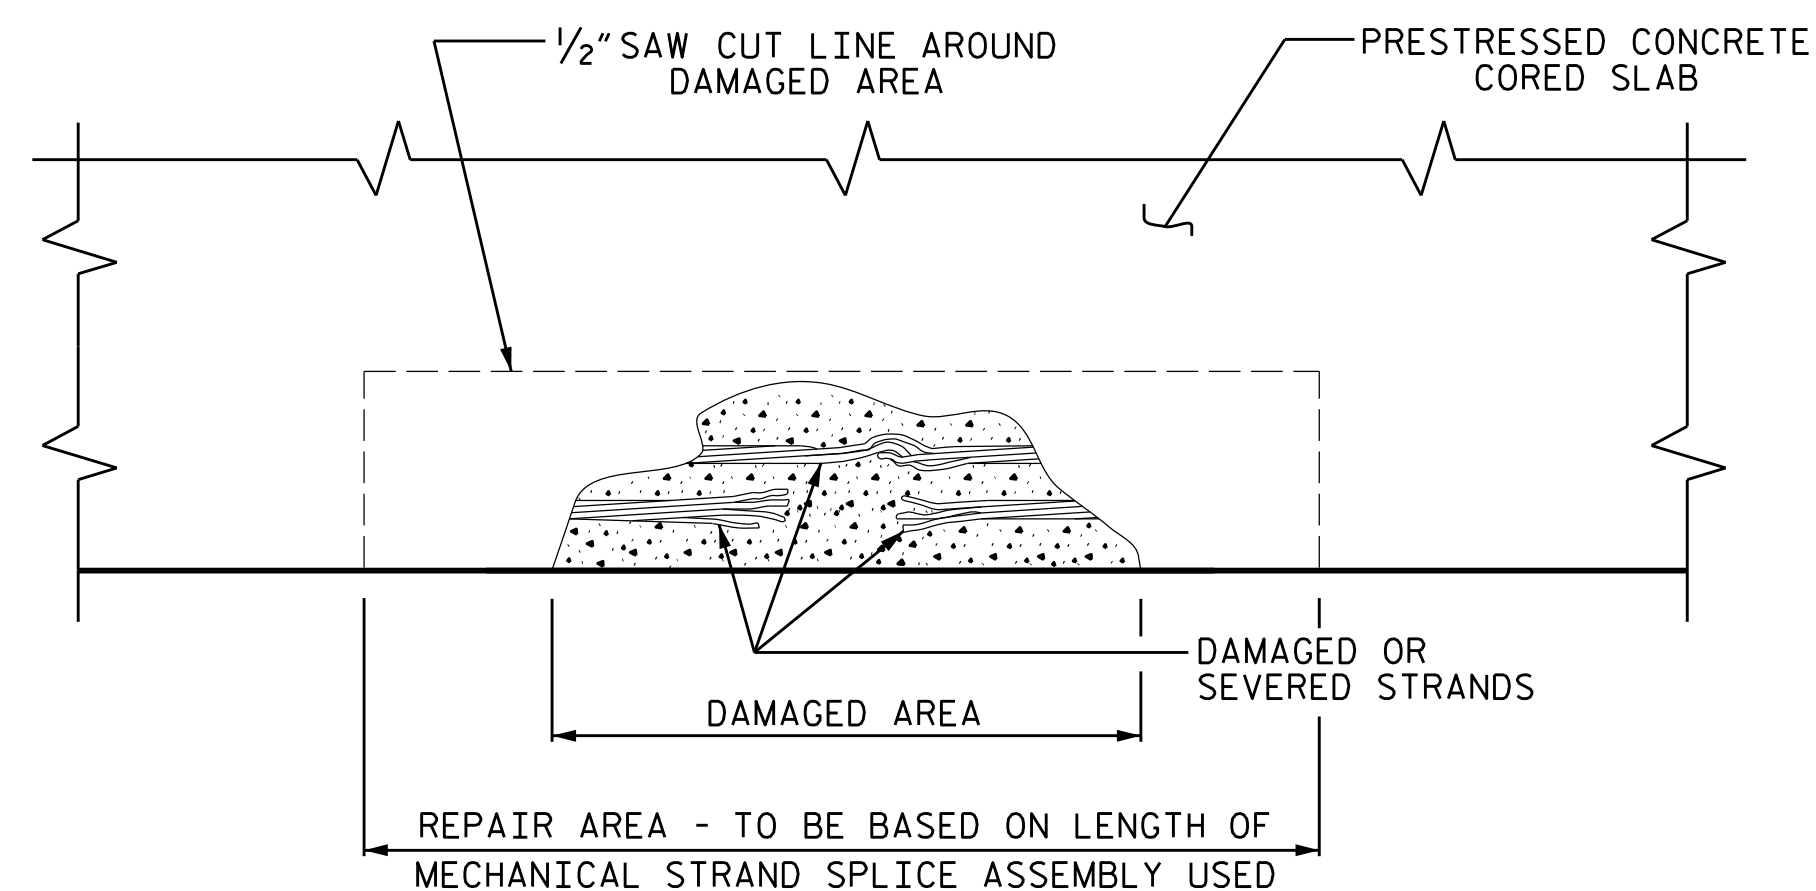 ½" SAW CUT LINE AROUND
DAMAGED AREA
PRESTRESSED CONCRETE
CORED SLAB
DAMAGED OR
SEVERED STRANDS
DAMAGED AREA
REPAIR AREA - TO BE BASED ON LENGTH OF
MECHANICAL STRAND SPLICE ASSEMBLY USED